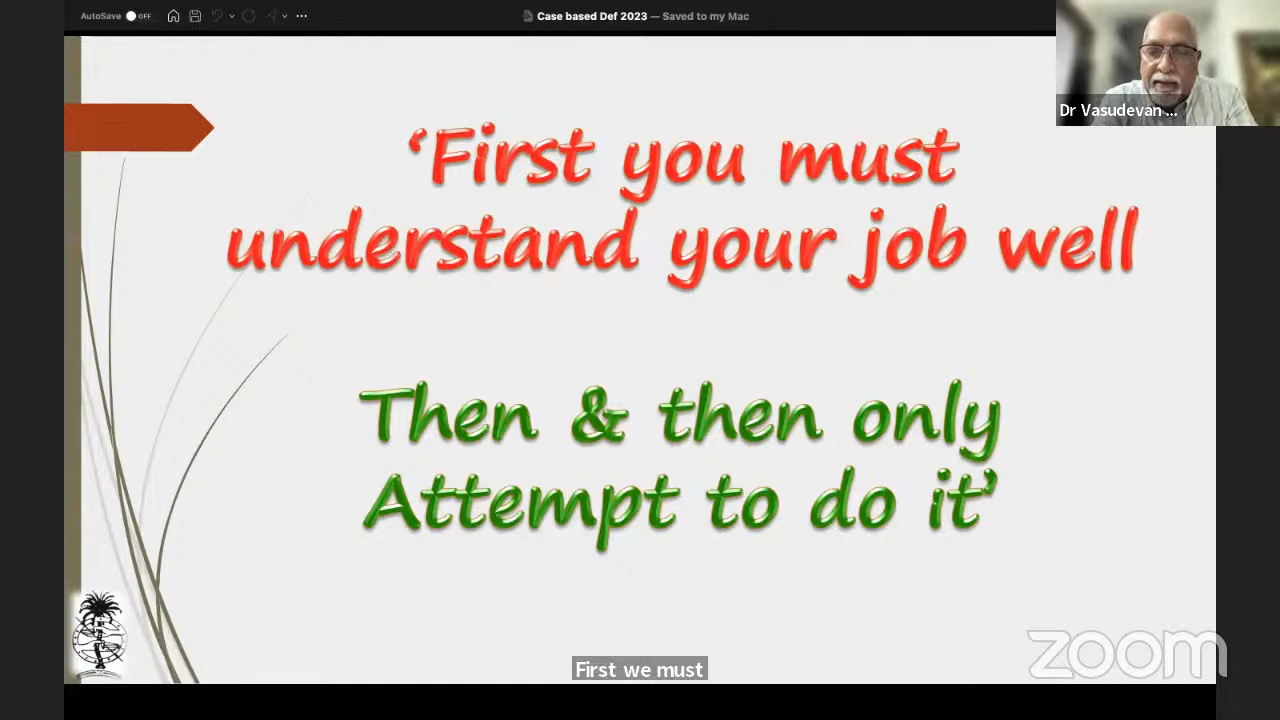 AutoSave OFF
Case based Def 2023 — Saved to my Mac
Dr Vasudevan ...
‘First you must
understand your job well
Then & then only
Attempt to do it’
First we must
zoom